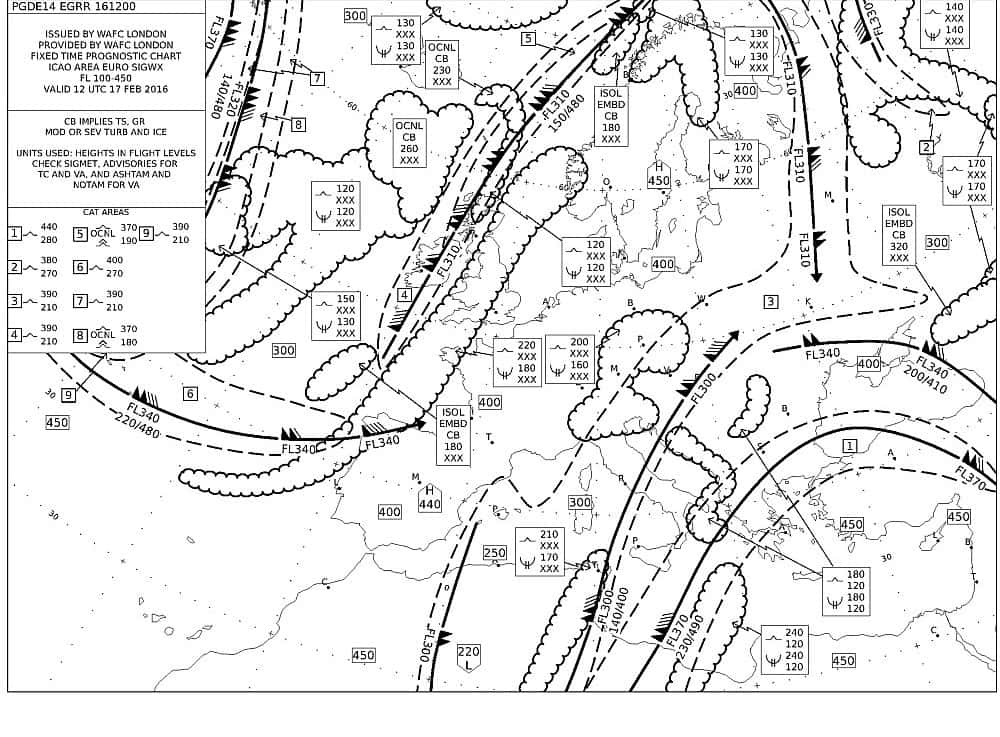 PGDE14 EGRR 161200
ISSUED BY WAFC LONDON
PROVIDED BY WAFC LONDON
FIXED TIME PROGNOSTIC CHART
ICAO AREA EURO SIGWX
FL 100-450
VALID 12 UTC 17 FEB 2016
CB IMPLIES TS, GR
MOD OR SEV TURB AND ICE
UNITS USED: HEIGHTS IN FLIGHT LEVELS
CHECK SIGMET, ADVISORIES FOR
TC AND VA, AND ASHTAM AND
NOTAM FOR VA
CAT AREAS
1 440 280
5 OCNL 370 190
9 390 210
2 380 270
6 400 270
3 390 210
7 390 210
4 390 210
8 OCNL 370 180
FL370
FL320
140/480
7
8
300
130
XXX
130
XXX
OCNL
CB
230
XXX
5
OCNL
CB
260
XXX
-60-
FL310
150/480
ISOL
EMBD
CB
180
XXX
B
130
XXX
130
XXX
30
400
FL310
FL330
140
XXX
140
XXX
170
XXX
170
XXX
2
170
XXX
170
XXX
H
450
O
60
FL310
M
120
XXX
120
XXX
120
XXX
120
XXX
FL310
FL310
ISOL
EMBD
CB
320
XXX
300
400
4
A
B
W
3
K
150
XXX
130
XXX
300
220
XXX
180
XXX
200
XXX
160
XXX
P
M
V
FL340
400
FL340
200/410
30
9
450
6
FL340
220/480
FL340
FL340
400
ISOL
EMBD
CB
180
XXX
T
FL300
B
1
A
FL370
L
M
H
440
400
P
R
300
250
210
XXX
170
XXX
P
T
A
450
450
L
B
30
30
C
T
C
FL300
140/400
FL370
230/490
180
120
180
120
240
120
240
120
450
FL300
220
L
450